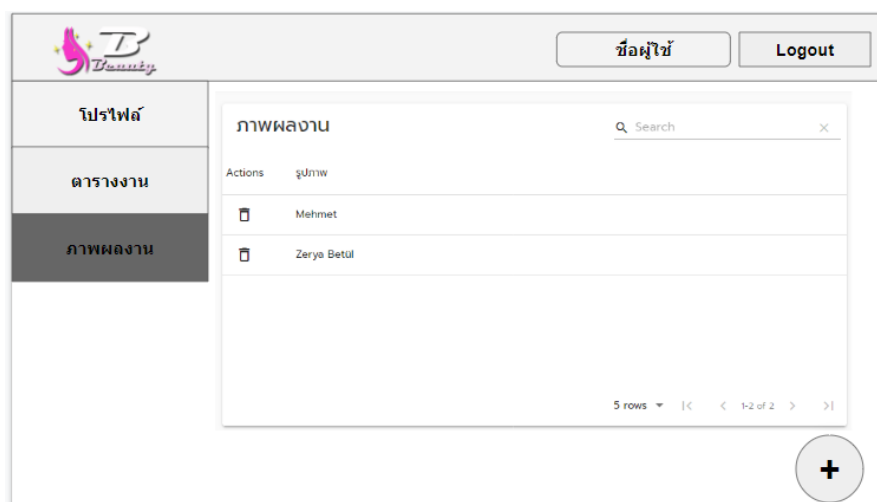 B
Beauty
ชื่อผู้ใช้
Logout
โปรไฟล์
ตารางงาน
ภาพผลงาน
ภาพผลงาน
Search
Actions รูปภาพ
Mehmet
Zerya Betül
5 rows 1-2 of 2
+